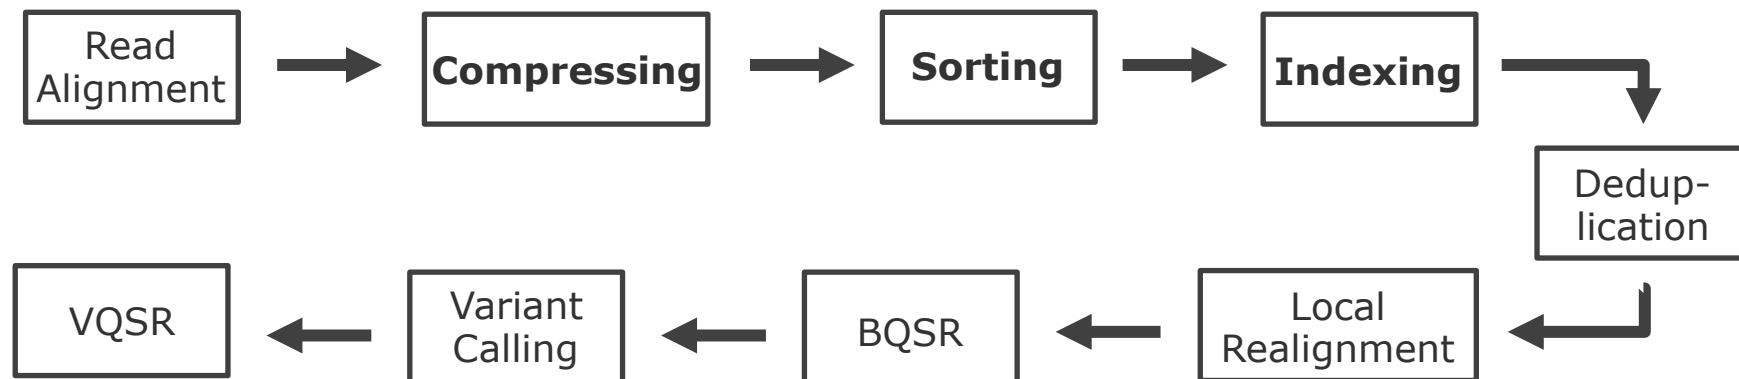 Read
Alignment
Compressing
Sorting
Indexing
Dedup-
lication
Local
Realignment
BQSR
Variant
Calling
VQSR